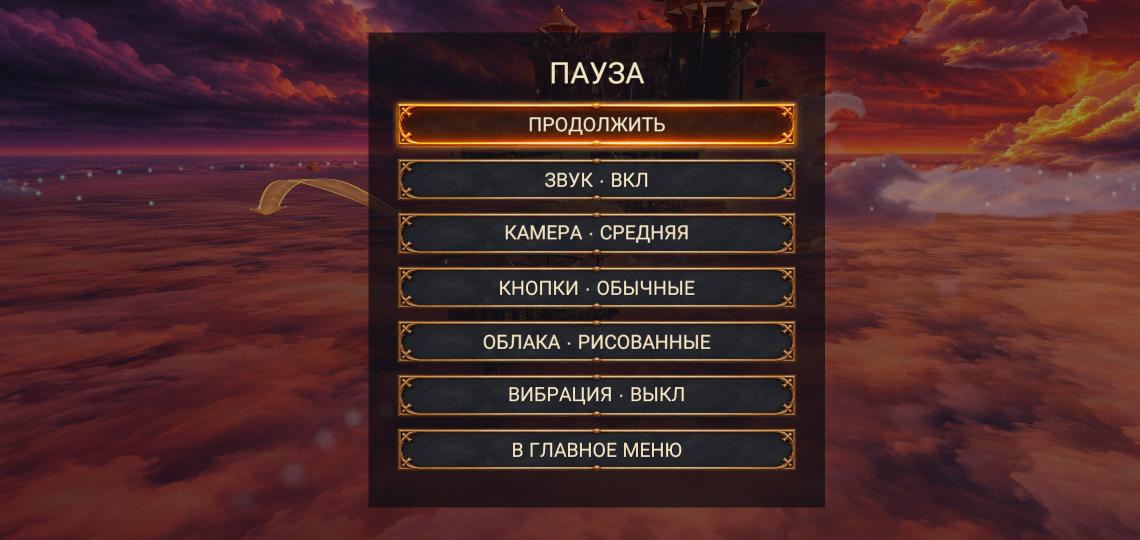 ПАУЗА
ПРОДОЛЖИТЬ
ЗВУК · ВКЛ
КАМЕРА · СРЕДНЯЯ
КНОПКИ · ОБЫЧНЫЕ
ОБЛАКА · РИСОВАННЫЕ
ВИБРАЦИЯ · ВЫКЛ
В ГЛАВНОЕ МЕНЮ